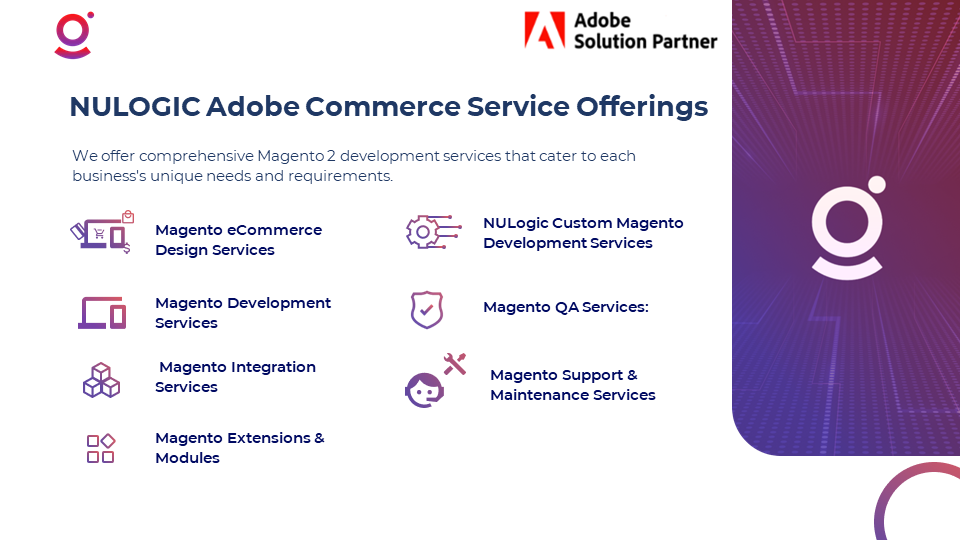 Adobe
Solution Partner
NULOGIC Adobe Commerce Service Offerings
We offer comprehensive Magento 2 development services that cater to each
business's unique needs and requirements.
Magento eCommerce
Design Services
Magento Development
Services
Magento Integration
Services
Magento Extensions &
Modules
NULogic Custom Magento
Development Services
Magento QA Services:
Magento Support &
Maintenance Services